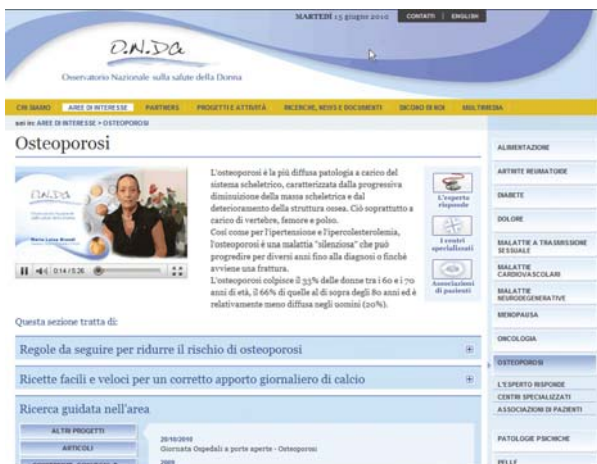 MARTEDÌ 15 giugno 2010
CONTATTI | ENGLISH
O.N.Da
Osservatorio Nazionale sulla salute della Donna
CHI SIAMO AREE DI INTERESSE PARTNERS PROGETTI E ATTIVITÀ RICERCHE, NEWS E DOCUMENTI DICONO DI NOI MULTIMEDIA
sei in: AREE DI INTERESSE > OSTEOPOROSI
Osteoporosi
O.N.Da
Maria Luisa Brandi
0:14 / 5:26
L'osteoporosi è la più diffusa patologia a carico del
sistema scheletrico, caratterizzata dalla progressiva
diminuizione della massa scheletrica e dal
deterioramento della struttura ossea. Ciò soprattutto a
carico di vertebre, femore e polso.
Così come per l'ipertensione e l'ipercolesterolemia,
l'osteoporosi è una malattia "silenziosa" che può
progredire per diversi anni fino alla diagnosi o finché
avviene una frattura.
L'osteoporosi colpisce il 33% delle donne tra i 60 e i 70
anni di età, il 66% di quelle al di sopra degli 80 anni ed è
relativamente meno diffusa negli uomini (20%).
L'esperto
risponde
I centri
specializzati
Associazioni
di pazienti
Questa sezione tratta di:
Regole da seguire per ridurre il rischio di osteoporosi
Ricette facili e veloci per un corretto apporto giornaliero di calcio
Ricerca guidata nell'area
ALTRI PROGETTI
ARTICOLI
20/10/2010
Giornata Ospedali a porte aperte - Osteoporosi
2009
ALIMENTAZIONE
ARTRITE REUMATOIDE
DIABETE
DOLORE
MALATTIE A TRASMISSIONE
SESSUALE
MALATTIE
CARDIOVASCOLARI
MALATTIE
NEURODEGENERATIVE
MENOPAUSA
ONCOLOGIA
OSTEOPOROSI
L'ESPERTO RISPONDE
CENTRI SPECIALIZZATI
ASSOCIAZIONI DI PAZIENTI
PATOLOGIE PSICHICHE
PELLE